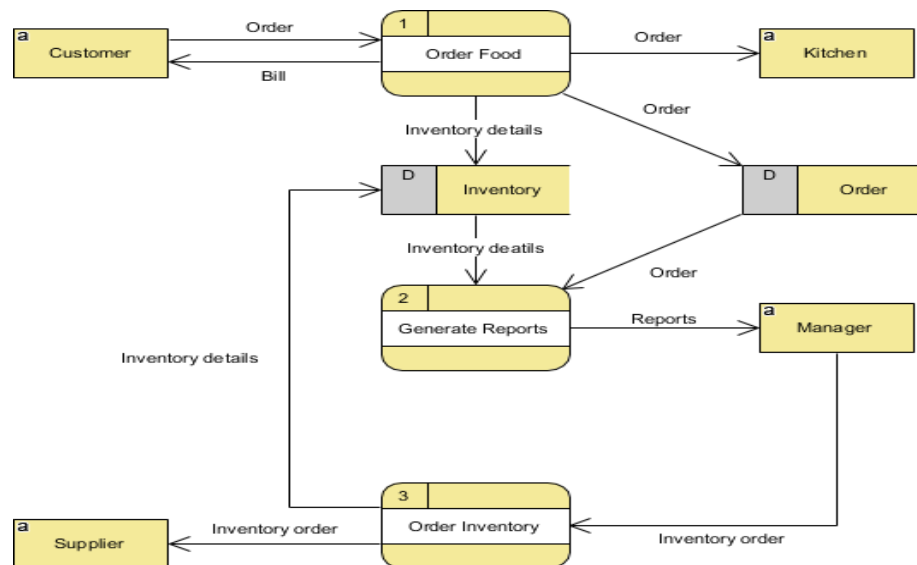 1
a
Customer
Order
Bill
Order Food
Order
a
Kitchen
Inventory details
Order
D
Inventory
D
Order
Inventory deatils
Order
2
Generate Reports
Reports
a
Manager
Inventory details
3
Order Inventory
Inventory order
a
Supplier
Inventory order